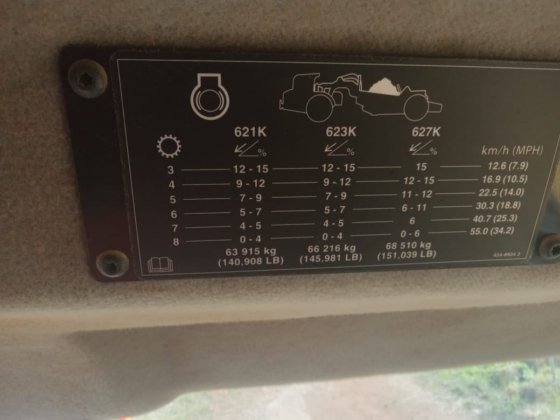 621K 623K 627K
% % % km/h (MPH)
3 12 - 15 12 - 15 15 12.6 (7.9)
4 9 - 12 9 - 12 12 - 15 16.9 (10.5)
5 7 - 9 7 - 9 11 - 12 22.5 (14.0)
6 5 - 7 5 - 7 6 - 11 30.3 (18.8)
7 4 - 5 4 - 5 6 40.7 (25.3)
8 0 - 4 0 - 4 0 - 6 55.0 (34.2)
63 915 kg 66 216 kg 68 510 kg
(140,908 LB) (145,981 LB) (151,039 LB)